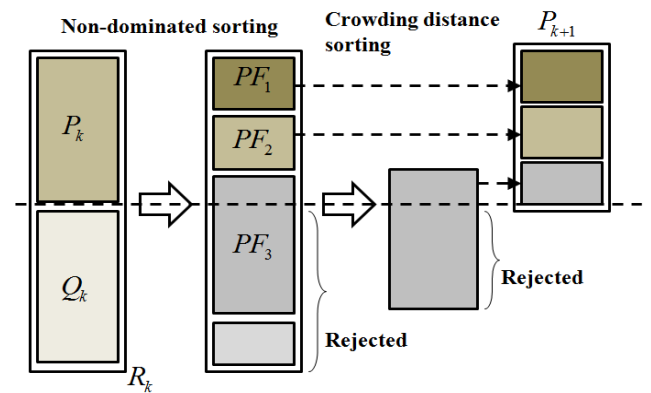 Non-dominated sorting
Crowding distance
sorting
P_{k+1}
P_k
PF_1
PF_2
PF_3
Q_k
Rejected
Rejected
R_k